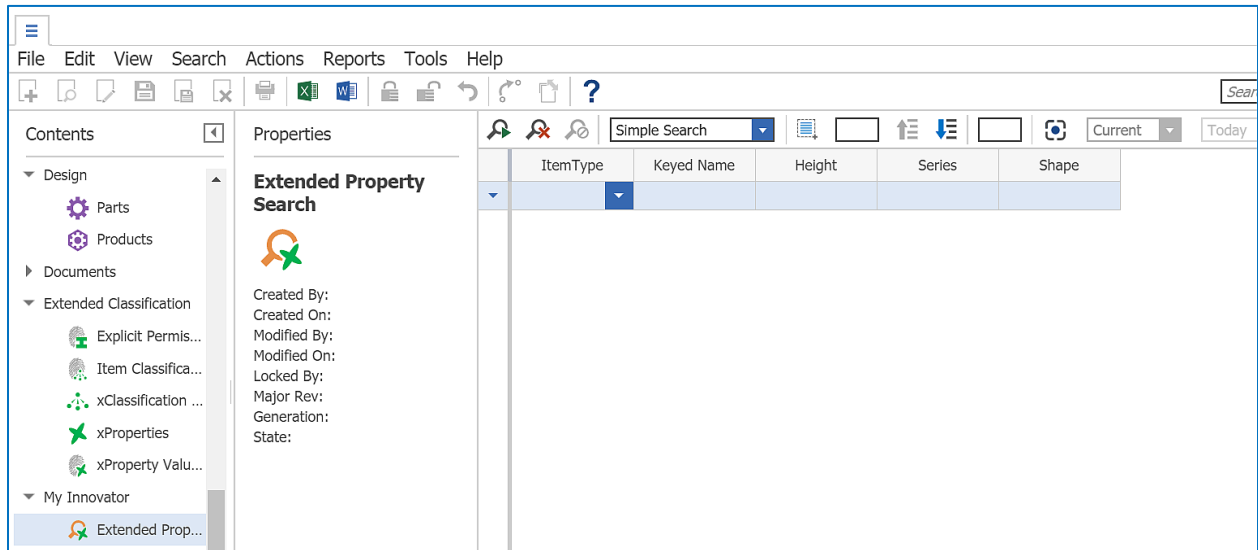 File Edit View Search Actions Reports Tools Help
?
Sear
Contents
Design
Parts
Products
Documents
Extended Classification
Explicit Permis...
Item Classifica...
xClassification ...
xProperties
xProperty Valu...
My Innovator
Extended Prop...
Properties
Extended Property
Search
Created By:
Created On:
Modified By:
Modified On:
Locked By:
Major Rev:
Generation:
State:
Simple Search
Current
Today
ItemType Keyed Name Height Series Shape